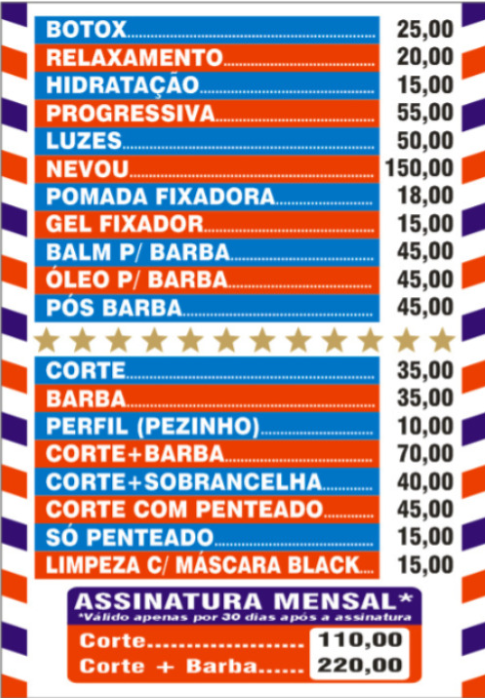 BOTOX 25,00
RELAXAMENTO 20,00
HIDRATAÇÃO 15,00
PROGRESSIVA 55,00
LUZES 50,00
NEVOU 150,00
POMADA FIXADORA 18,00
GEL FIXADOR 15,00
BALM P/ BARBA 45,00
ÓLEO P/ BARBA 45,00
PÓS BARBA 45,00
CORTE 35,00
BARBA 35,00
PERFIL (PEZINHO) 10,00
CORTE+BARBA 70,00
CORTE+SOBRANCELHA 40,00
CORTE COM PENTEADO 45,00
SÓ PENTEADO 15,00
LIMPEZA C/ MÁSCARA BLACK 15,00
ASSINATURA MENSAL*
*Válido apenas por 30 dias após a assinatura
Corte 110,00
Corte + Barba 220,00